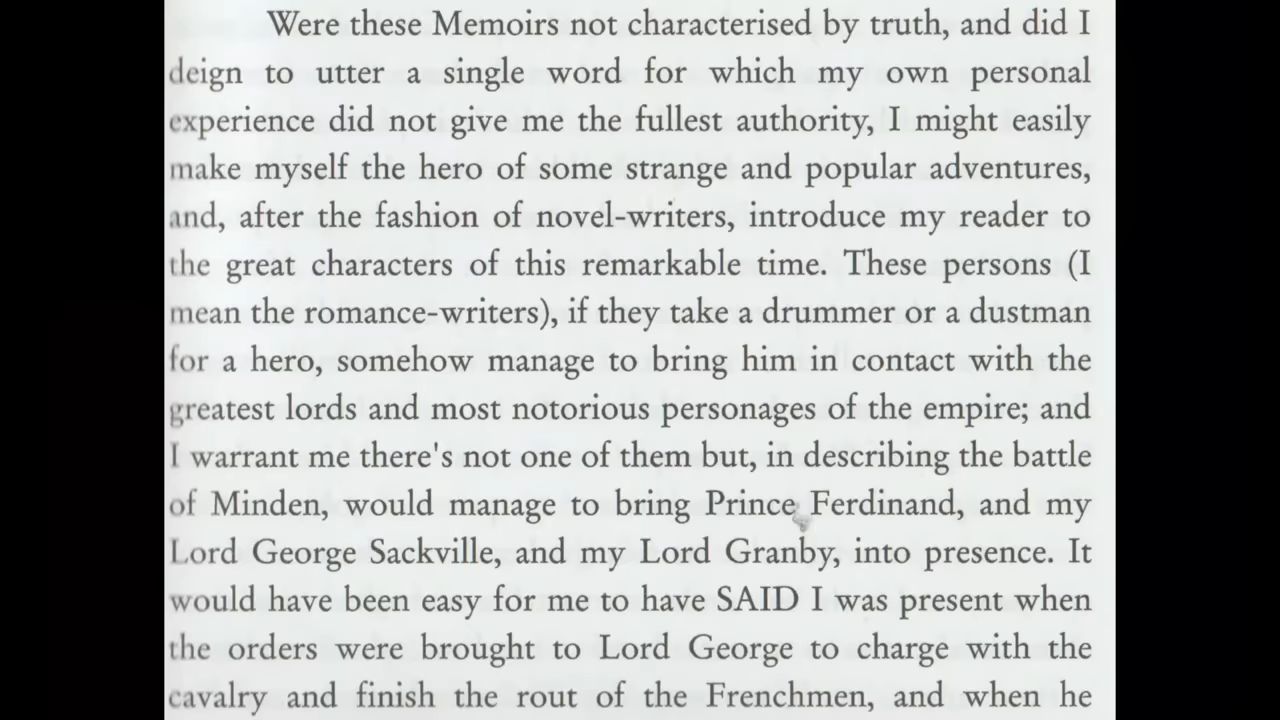 Were these Memoirs not characterised by truth, and did I
deign to utter a single word for which my own personal
experience did not give me the fullest authority, I might easily
make myself the hero of some strange and popular adventures,
and, after the fashion of novel-writers, introduce my reader to
the great characters of this remarkable time. These persons (I
mean the romance-writers), if they take a drummer or a dustman
for a hero, somehow manage to bring him in contact with the
greatest lords and most notorious personages of the empire; and
I warrant me there's not one of them but, in describing the battle
of Minden, would manage to bring Prince Ferdinand, and my
Lord George Sackville, and my Lord Granby, into presence. It
would have been easy for me to have SAID I was present when
the orders were brought to Lord George to charge with the
cavalry and finish the rout of the Frenchmen, and when he